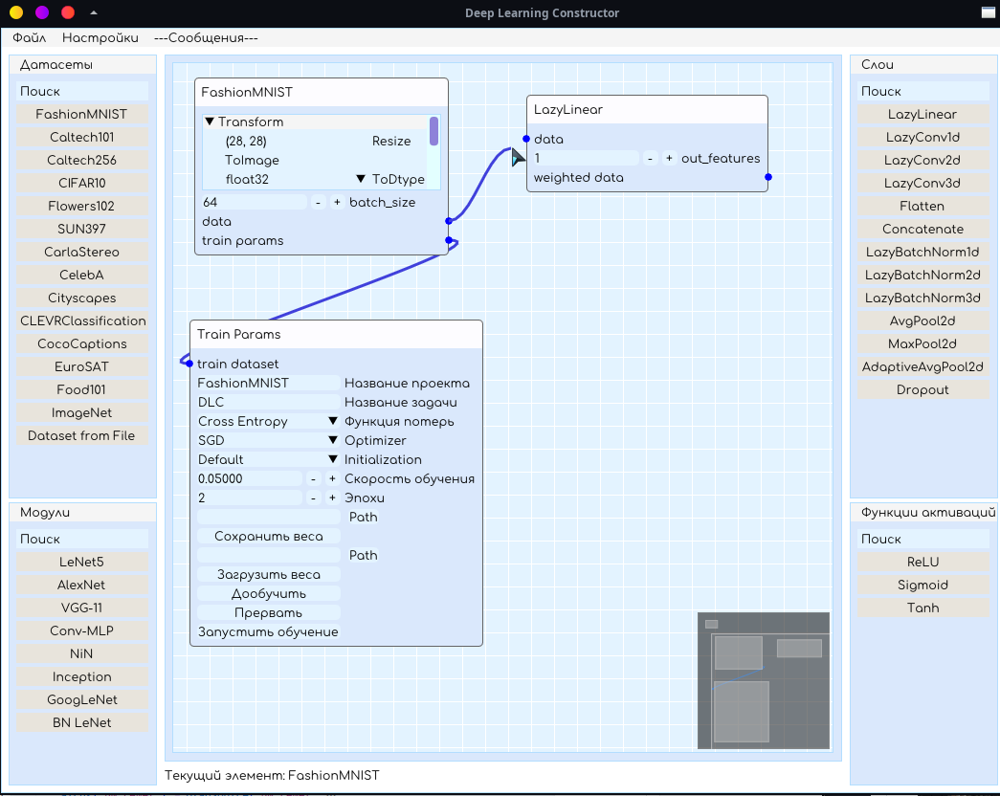 Deep Learning Constructor
Файл Настройки ---Сообщения---
Датасеты
Поиск
FashionMNIST
Caltech101
Caltech256
CIFAR10
Flowers102
SUN397
CarlaStereo
CelebA
Cityscapes
CLEVRClassification
CocoCaptions
EuroSAT
Food101
ImageNet
Dataset from File
Модули
Поиск
LeNet5
AlexNet
VGG-11
Conv-MLP
NiN
Inception
GoogLeNet
BN LeNet
FashionMNIST
▼ Transform
(28, 28) Resize
ToImage
float32 ▼ ToDtype
64 - + batch_size
data
train params
LazyLinear
data
1 - + out_features
weighted data
Train Params
train dataset
FashionMNIST Название проекта
DLC Название задачи
Cross Entropy ▼ Функция потерь
SGD ▼ Optimizer
Default ▼ Initialization
0.05000 - + Скорость обучения
2 - + Эпохи
Path
Сохранить веса
Path
Загрузить веса
Дообучить
Прервать
Запустить обучение
Текущий элемент: FashionMNIST
Слои
Поиск
LazyLinear
LazyConv1d
LazyConv2d
LazyConv3d
Flatten
Concatenate
LazyBatchNorm1d
LazyBatchNorm2d
LazyBatchNorm3d
AvgPool2d
MaxPool2d
AdaptiveAvgPool2d
Dropout
Функции активаций
Поиск
ReLU
Sigmoid
Tanh